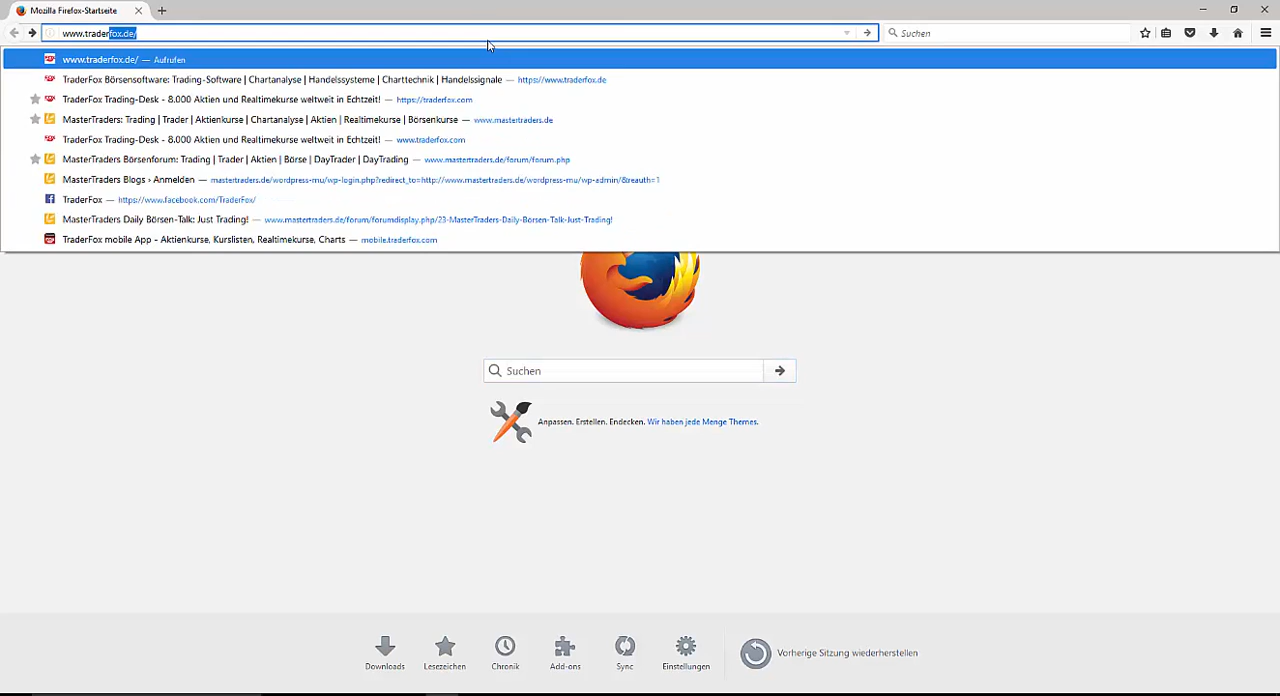 Mozilla Firefox-Startseite
www.traderfox.de/
Suchen
www.traderfox.de/ — Aufrufen
TraderFox Börsensoftware: Trading-Software | Chartanalyse | Handelssysteme | Charttechnik | Handelssignale — https://www.traderfox.de
TraderFox Trading-Desk - 8.000 Aktien und Realtimekurse weltweit in Echtzeit! — https://traderfox.com
MasterTraders: Trading | Trader | Aktienkurse | Chartanalyse | Aktien | Realtimekurse | Börsenkurse — www.mastertraders.de
TraderFox Trading-Desk - 8.000 Aktien und Realtimekurse weltweit in Echtzeit! — www.traderfox.com
MasterTraders Börsenforum: Trading | Trader | Aktien | Börse | DayTrader | DayTrading — www.mastertraders.de/forum/forum.php
MasterTraders Blogs › Anmelden — mastertraders.de/wordpress-mu/wp-login.php?redirect_to=http://www.mastertraders.de/wordpress-mu/wp-admin/&reauth=1
TraderFox — https://www.facebook.com/TraderFox/
MasterTraders Daily Börsen-Talk: Just Trading! — www.mastertraders.de/forum/forumdisplay.php/23-MasterTraders-Daily-Borsen-Talk-Just-Trading!
TraderFox mobile App - Aktienkurse, Kurslisten, Realtimekurse, Charts — mobile.traderfox.com
Suchen
Anpassen. Erstellen. Endecken. Wir haben jede Menge Themes.
Downloads
Lesezeichen
Chronik
Add-ons
Sync
Einstellungen
Vorherige Sitzung wiederherstellen